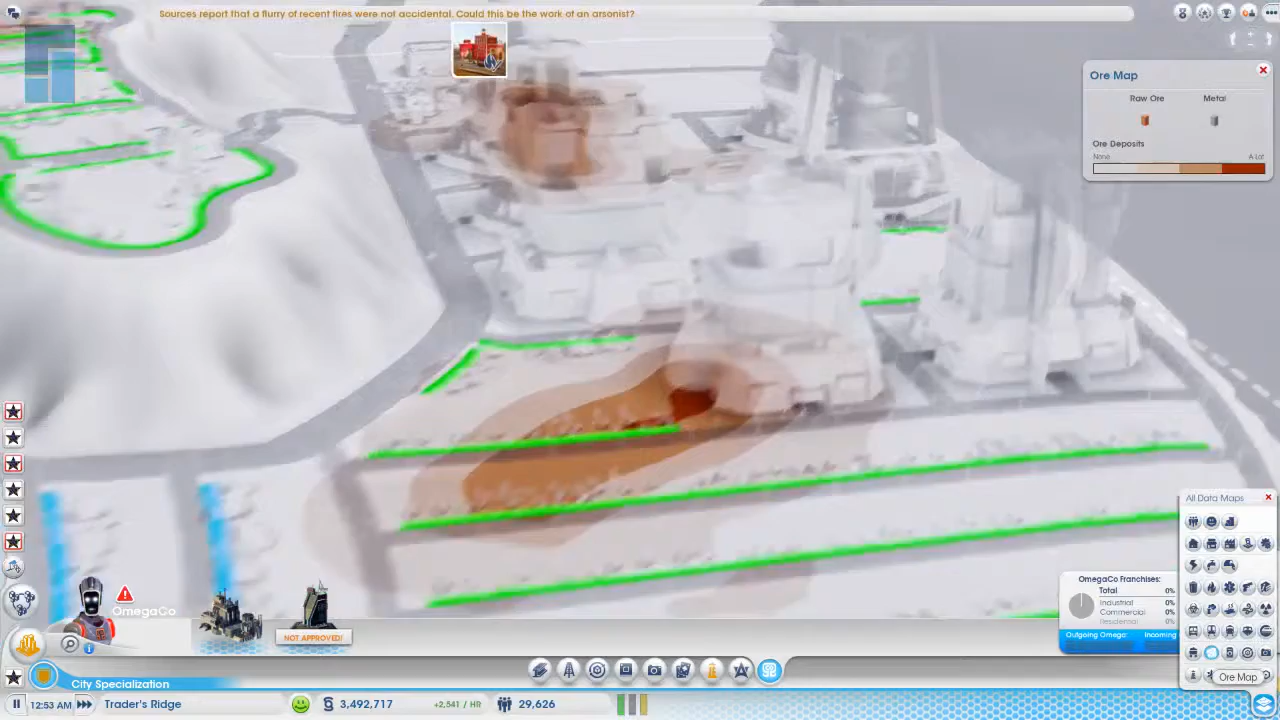 Sources report that a flurry of recent fires were not accidental. Could this be the work of an arsonist?
Ore Map
Raw Ore
Metal
Ore Deposits
None
A Lot
All Data Maps
OmegaCo Franchises:
Total 0%
Industrial 0%
Commercial 0%
Residential 0%
Outgoing Omega:
Incoming
Ore Map
OmegaCo
NOT APPROVED!
City Specialization
12:53 AM
Trader's Ridge
3,492,717
+2,541 / HR
29,626